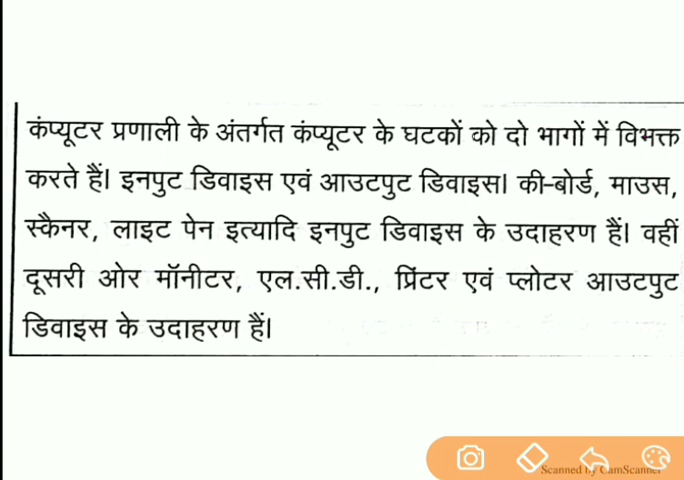 कंप्यूटर प्रणाली के अंतर्गत कंप्यूटर के घटकों को दो भागों में विभक्त
करते हैं। इनपुट डिवाइस एवं आउटपुट डिवाइस। की-बोर्ड, माउस,
स्कैनर, लाइट पेन इत्यादि इनपुट डिवाइस के उदाहरण हैं। वहीं
दूसरी ओर मॉनीटर, एल.सी.डी., प्रिंटर एवं प्लोटर आउटपुट
डिवाइस के उदाहरण हैं।
Scanned by CamScanner